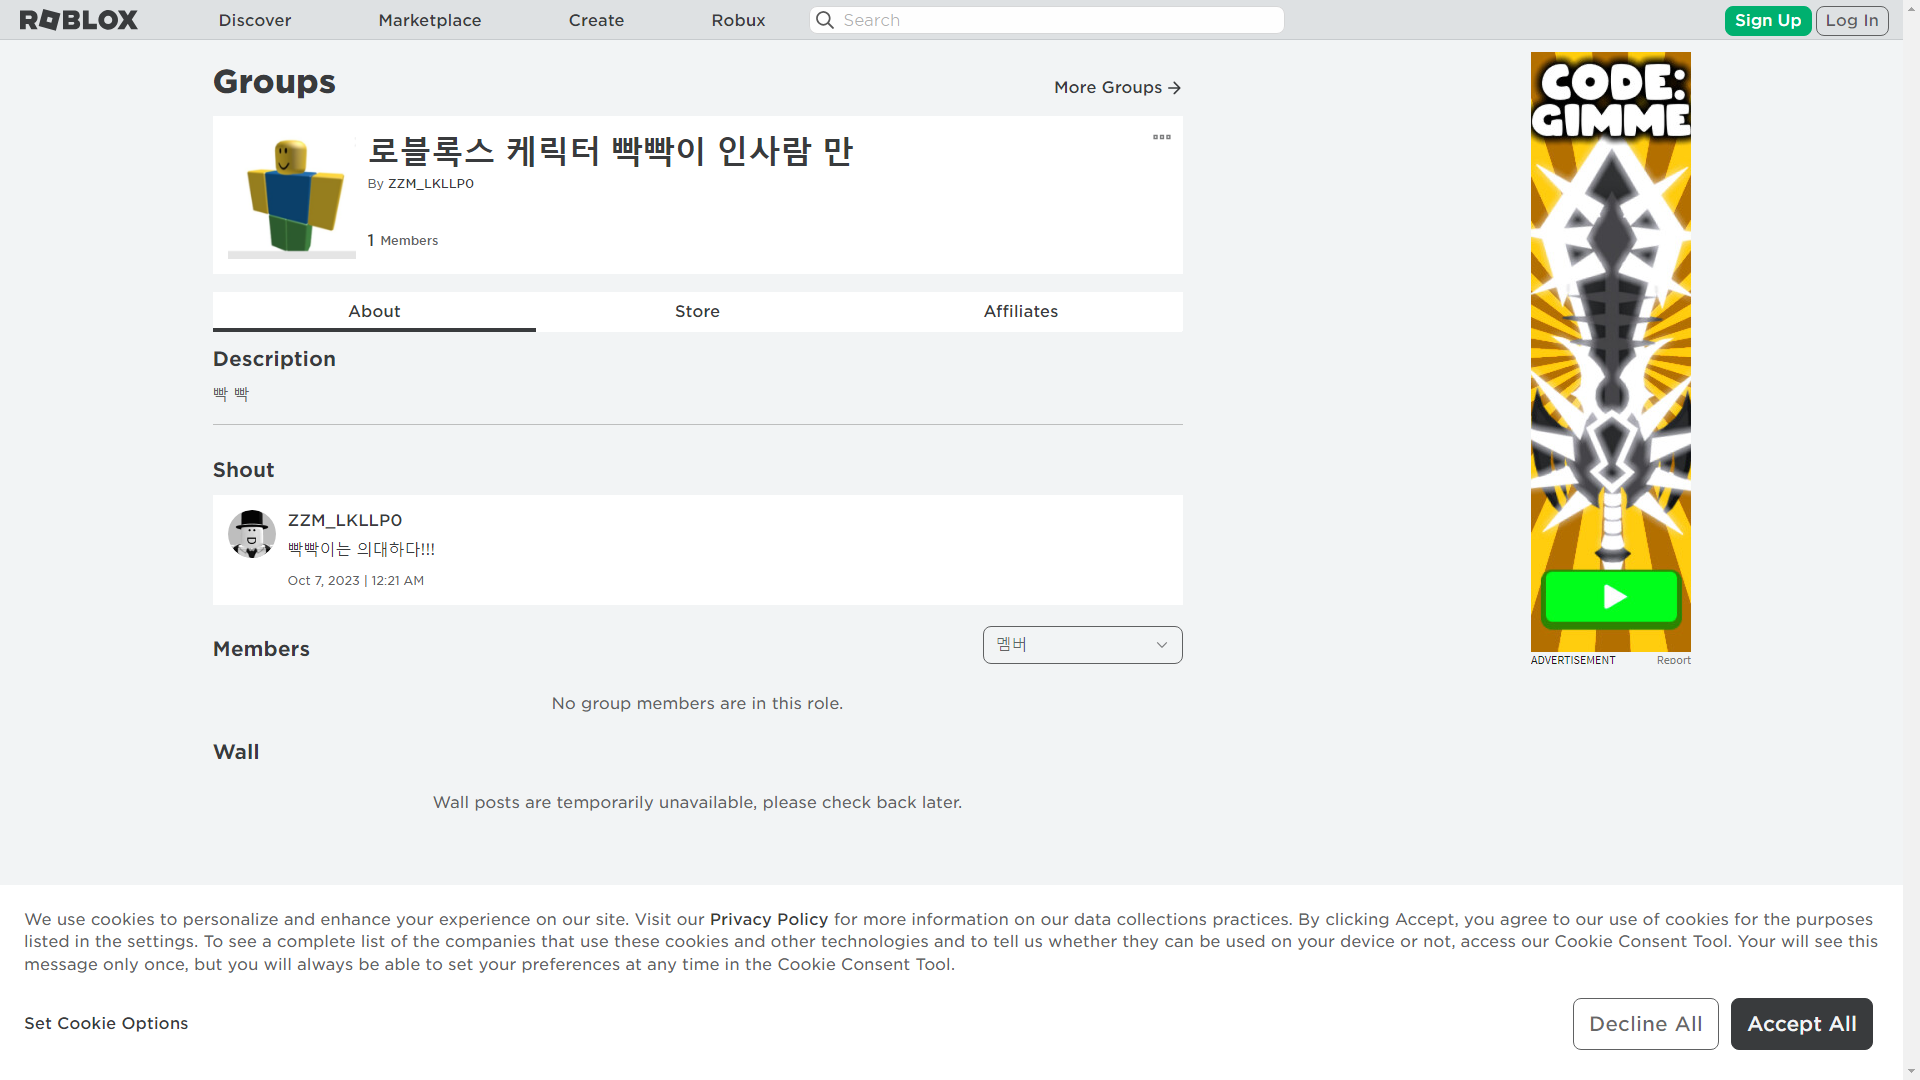 ROBLOX
Discover
Marketplace
Create
Robux
Search
Sign Up
Log In
Groups
More Groups
로블록스 케릭터 빡빡이 인사람 만
By ZZM_LKLLP0
1 Members
About
Store
Affiliates
Description
빡 빡
Shout
ZZM_LKLLP0
빡빡이는 의대하다!!!
Oct 7, 2023 | 12:21 AM
Members
멤버
No group members are in this role.
Wall
Wall posts are temporarily unavailable, please check back later.
CODE:
GIMME
ADVERTISEMENT
Report
We use cookies to personalize and enhance your experience on our site. Visit our Privacy Policy for more information on our data collections practices. By clicking Accept, you agree to our use of cookies for the purposes
listed in the settings. To see a complete list of the companies that use these cookies and other technologies and to tell us whether they can be used on your device or not, access our Cookie Consent Tool. Your will see this
message only once, but you will always be able to set your preferences at any time in the Cookie Consent Tool.
Set Cookie Options
Decline All
Accept All